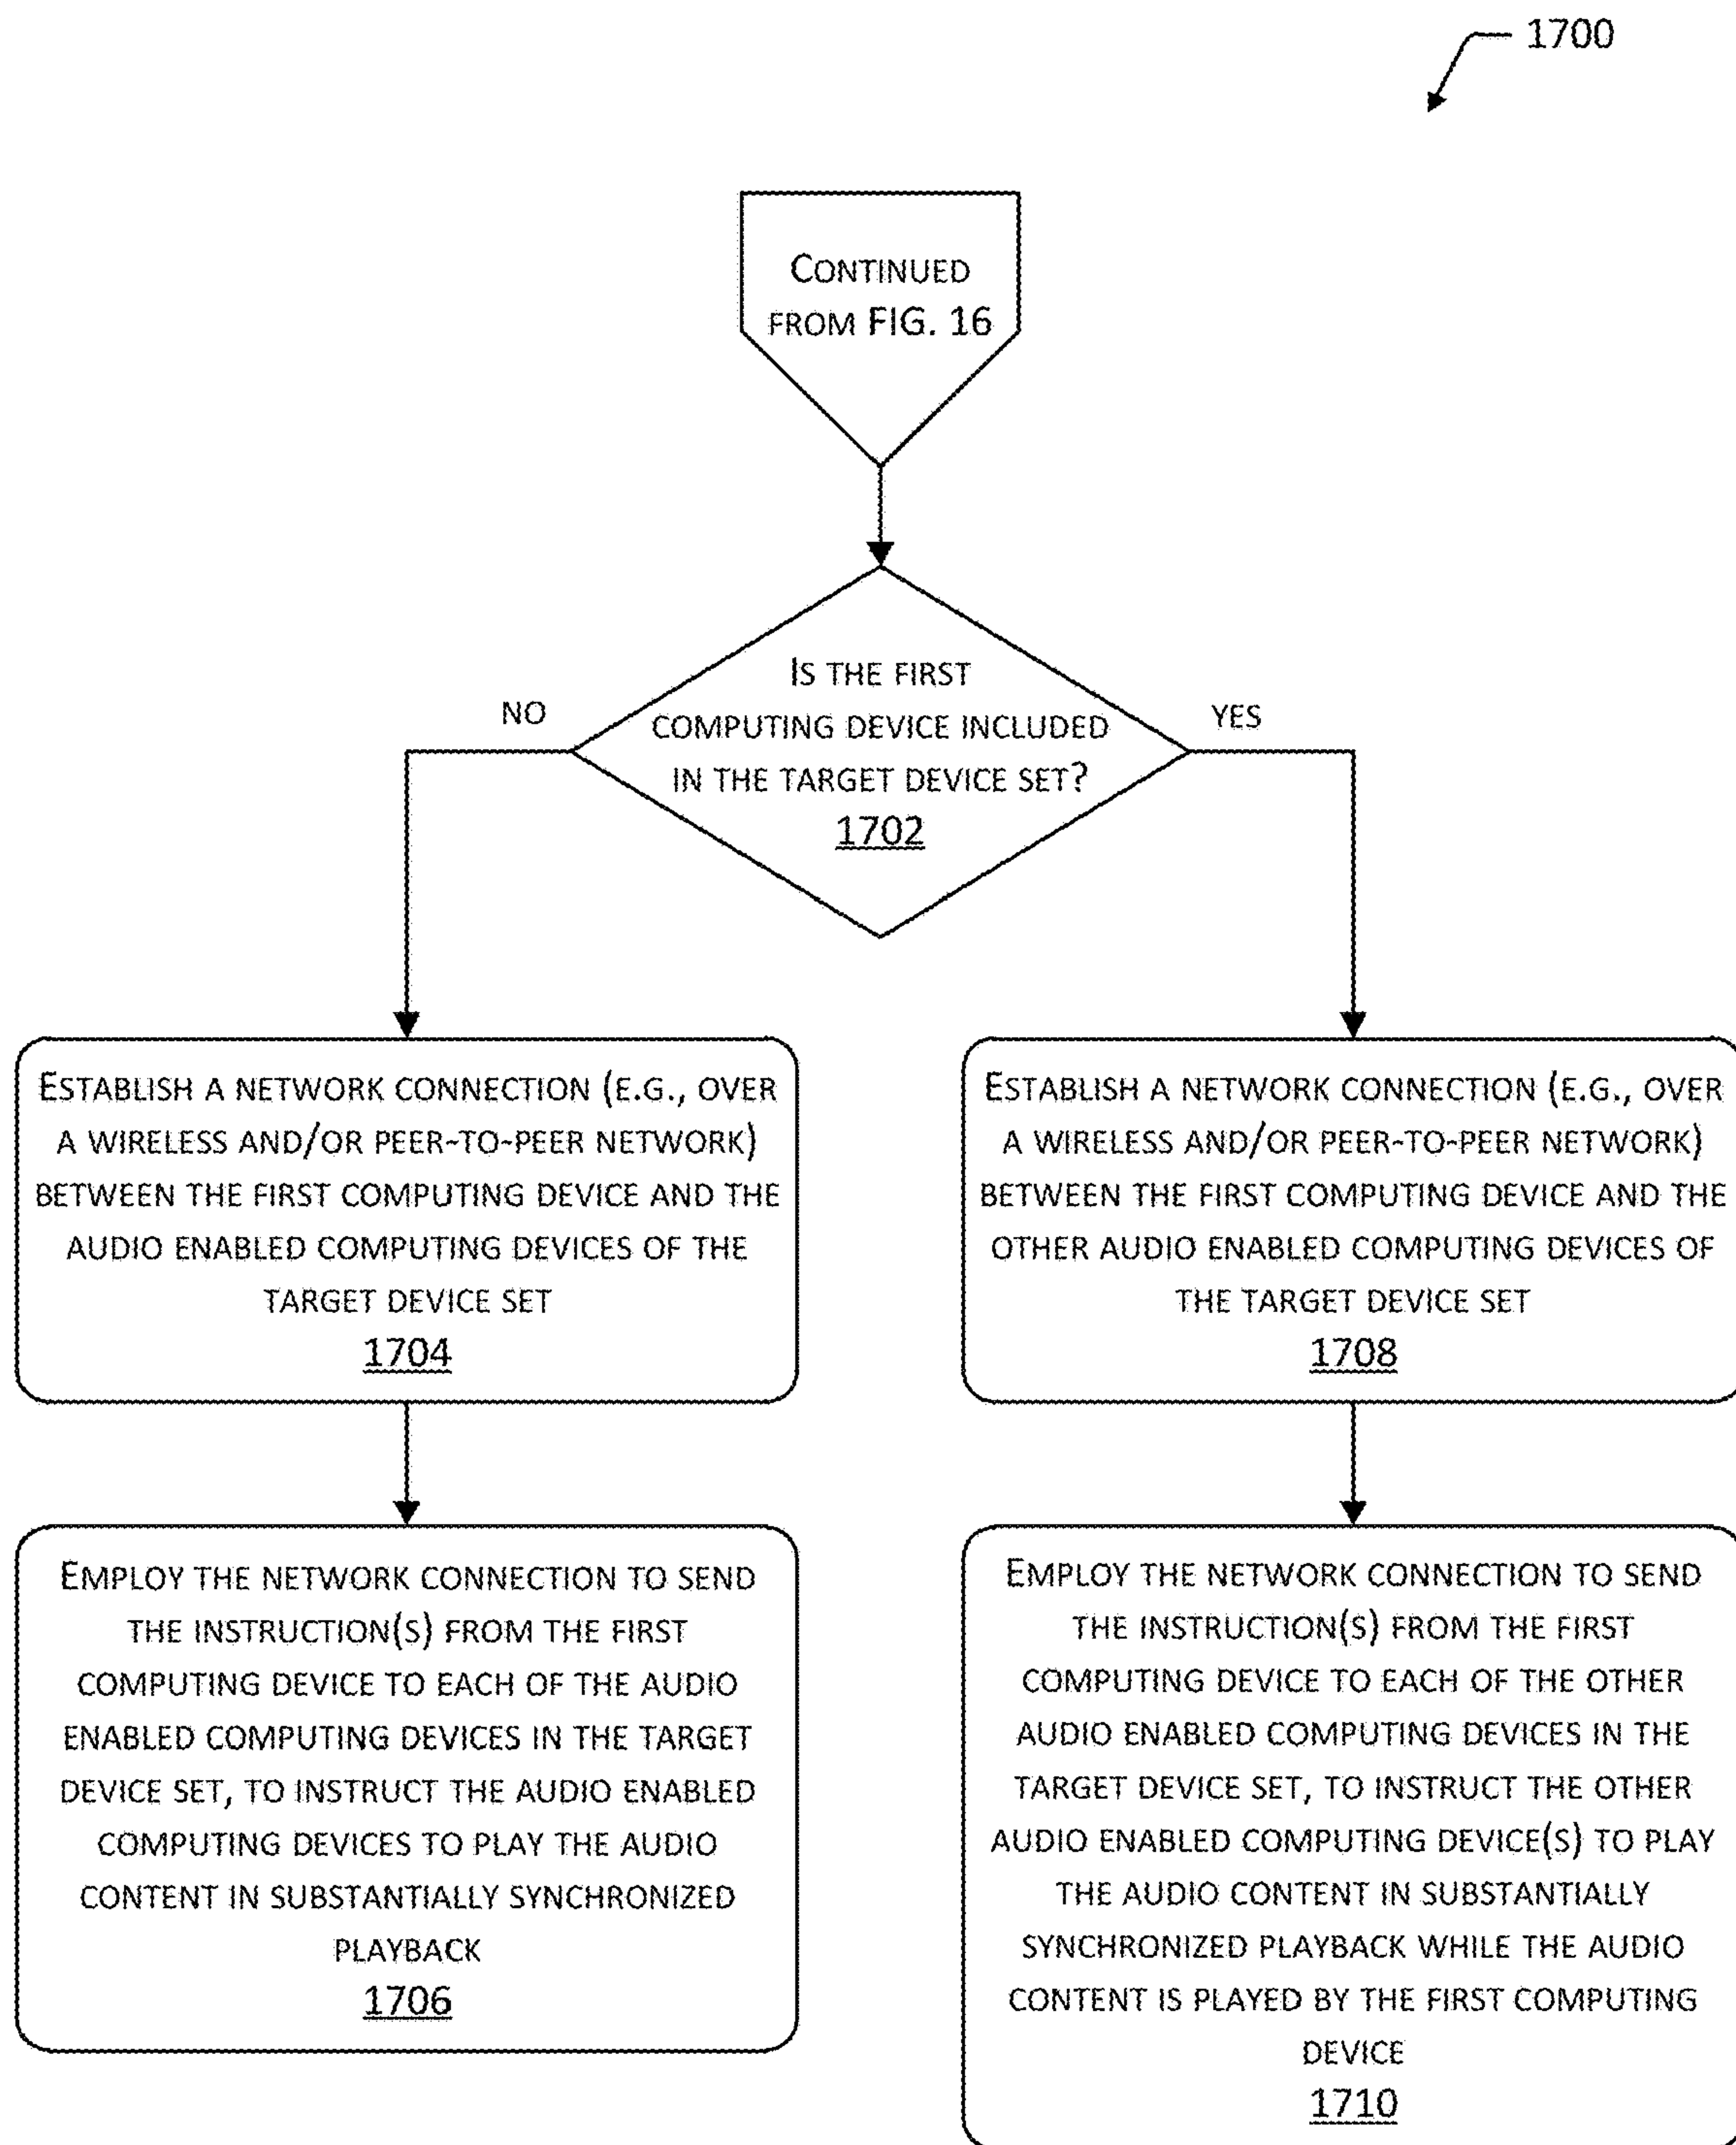 1700
CONTINUED
FROM FIG. 16
IS THE FIRST
COMPUTING DEVICE INCLUDED
IN THE TARGET DEVICE SET?
1702
NO
YES
ESTABLISH A NETWORK CONNECTION (E.G., OVER
A WIRELESS AND/OR PEER-TO-PEER NETWORK)
BETWEEN THE FIRST COMPUTING DEVICE AND THE
AUDIO ENABLED COMPUTING DEVICES OF THE
TARGET DEVICE SET
1704
EMPLOY THE NETWORK CONNECTION TO SEND
THE INSTRUCTION(S) FROM THE FIRST
COMPUTING DEVICE TO EACH OF THE AUDIO
ENABLED COMPUTING DEVICES IN THE TARGET
DEVICE SET, TO INSTRUCT THE AUDIO ENABLED
COMPUTING DEVICES TO PLAY THE AUDIO
CONTENT IN SUBSTANTIALLY SYNCHRONIZED
PLAYBACK
1706
ESTABLISH A NETWORK CONNECTION (E.G., OVER
A WIRELESS AND/OR PEER-TO-PEER NETWORK)
BETWEEN THE FIRST COMPUTING DEVICE AND THE
OTHER AUDIO ENABLED COMPUTING DEVICES OF
THE TARGET DEVICE SET
1708
EMPLOY THE NETWORK CONNECTION TO SEND
THE INSTRUCTION(S) FROM THE FIRST
COMPUTING DEVICE TO EACH OF THE OTHER
AUDIO ENABLED COMPUTING DEVICES IN THE
TARGET DEVICE SET, TO INSTRUCT THE OTHER
AUDIO ENABLED COMPUTING DEVICE(S) TO PLAY
THE AUDIO CONTENT IN SUBSTANTIALLY
SYNCHRONIZED PLAYBACK WHILE THE AUDIO
CONTENT IS PLAYED BY THE FIRST COMPUTING
DEVICE
1710